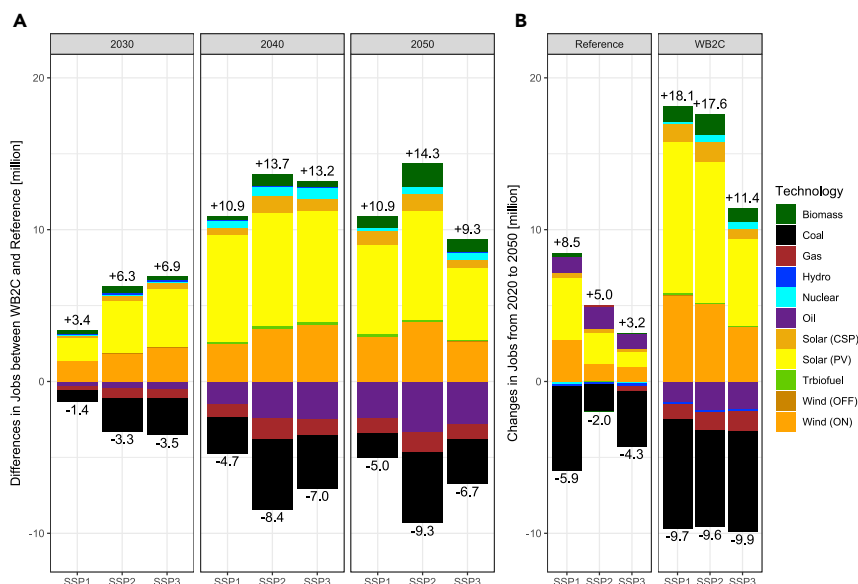 A
B
2030
2040
2050
Reference
WB2C
Differences in Jobs between WB2C and Reference [million]
20
10
0
-10
+3.4
+6.3
+6.9
-1.4
-3.3
-3.5
+10.9
+13.7
+13.2
-4.7
-8.4
-7.0
+10.9
+14.3
+9.3
-5.0
-9.3
-6.7
SSP1
SSP2
SSP3
SSP1
SSP2
SSP3
SSP1
SSP2
SSP3
Changes in Jobs from 2020 to 2050 [million]
20
10
0
-10
+8.5
+5.0
+3.2
-5.9
-2.0
-4.3
+18.1
+17.6
+11.4
-9.7
-9.6
-9.9
SSP1
SSP2
SSP3
SSP1
SSP2
SSP3
Technology
Biomass
Coal
Gas
Hydro
Nuclear
Oil
Solar (CSP)
Solar (PV)
Trbiofuel
Wind (OFF)
Wind (ON)